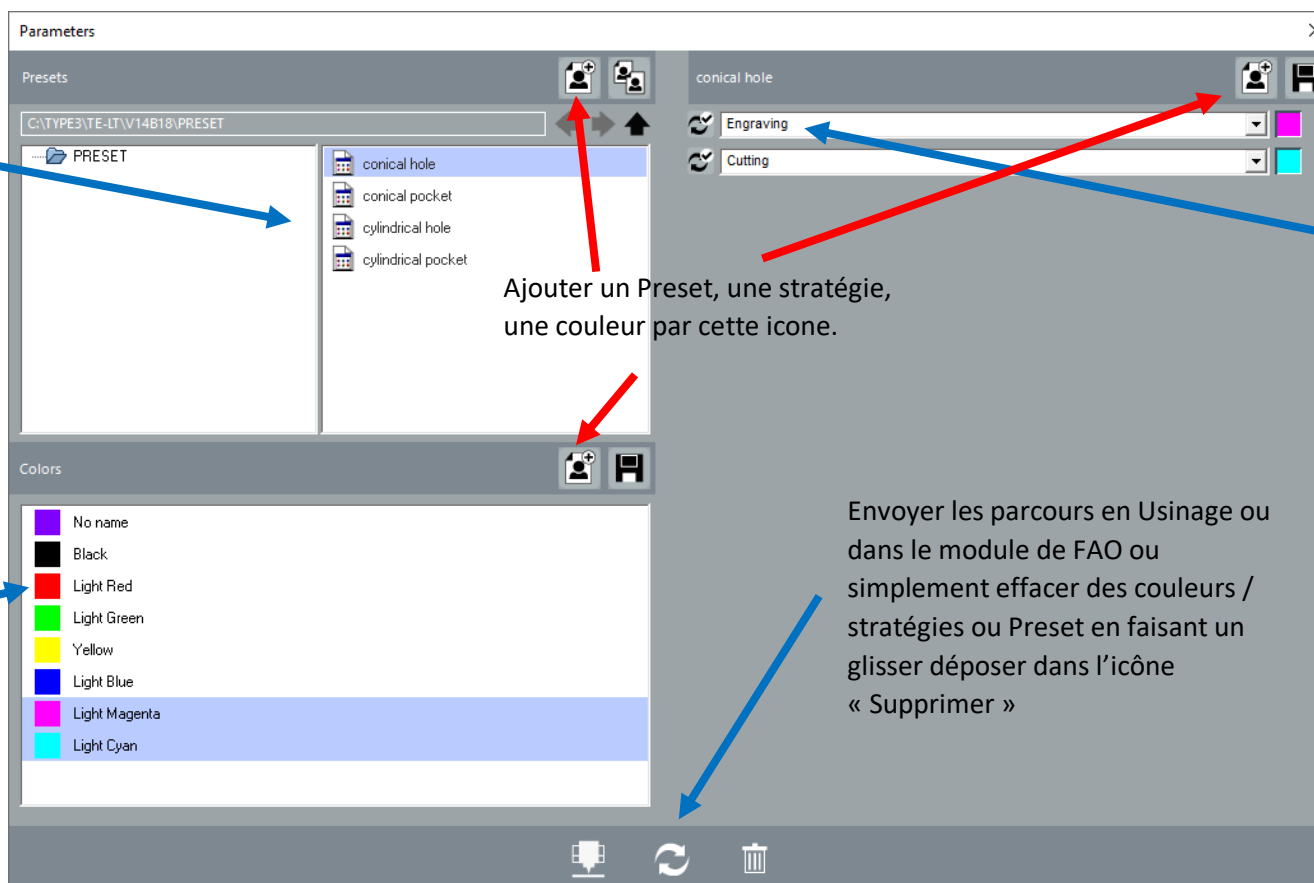 Parameters
Presets
conical hole
C:\TYPE3\TE-LT\V14B18\PRESET
Engraving
Cutting
PRESET
conical hole
conical pocket
cylindrical hole
cylindrical pocket
Ajouter un Preset, une stratégie,
une couleur par cette icone.
Colors
No name
Black
Light Red
Light Green
Yellow
Light Blue
Light Magenta
Light Cyan
Envoyer les parcours en Usinage ou
dans le module de FAO ou
simplement effacer des couleurs /
stratégies ou Preset en faisant un
glisser déposer dans l’icône
« Supprimer »